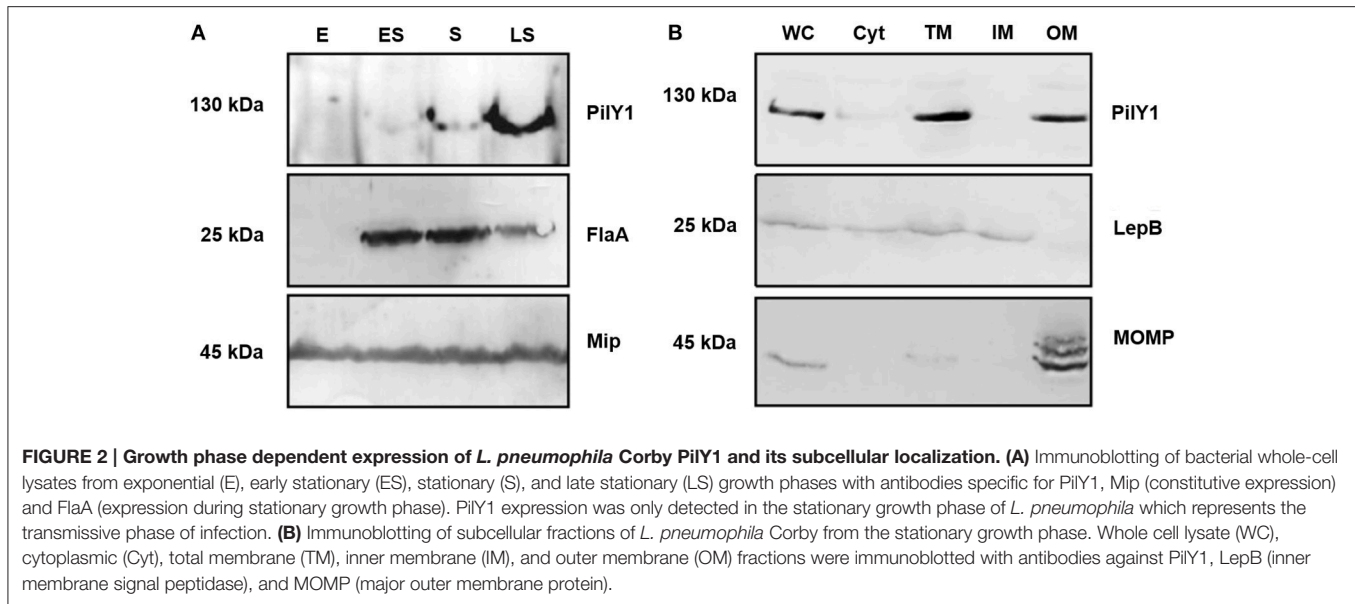 A
E ES S LS
130 kDa PilY1
25 kDa FlaA
45 kDa Mip
B
WC Cyt TM IM OM
130 kDa PilY1
25 kDa LepB
45 kDa MOMP
FIGURE 2 | Growth phase dependent expression of L. pneumophila Corby PilY1 and its subcellular localization. (A) Immunoblotting of bacterial whole-cell
lysates from exponential (E), early stationary (ES), stationary (S), and late stationary (LS) growth phases with antibodies specific for PilY1, Mip (constitutive expression)
and FlaA (expression during stationary growth phase). PilY1 expression was only detected in the stationary growth phase of L. pneumophila which represents the
transmissive phase of infection. (B) Immunoblotting of subcellular fractions of L. pneumophila Corby from the stationary growth phase. Whole cell lysate (WC),
cytoplasmic (Cyt), total membrane (TM), inner membrane (IM), and outer membrane (OM) fractions were immunoblotted with antibodies against PilY1, LepB (inner
membrane signal peptidase), and MOMP (major outer membrane protein).